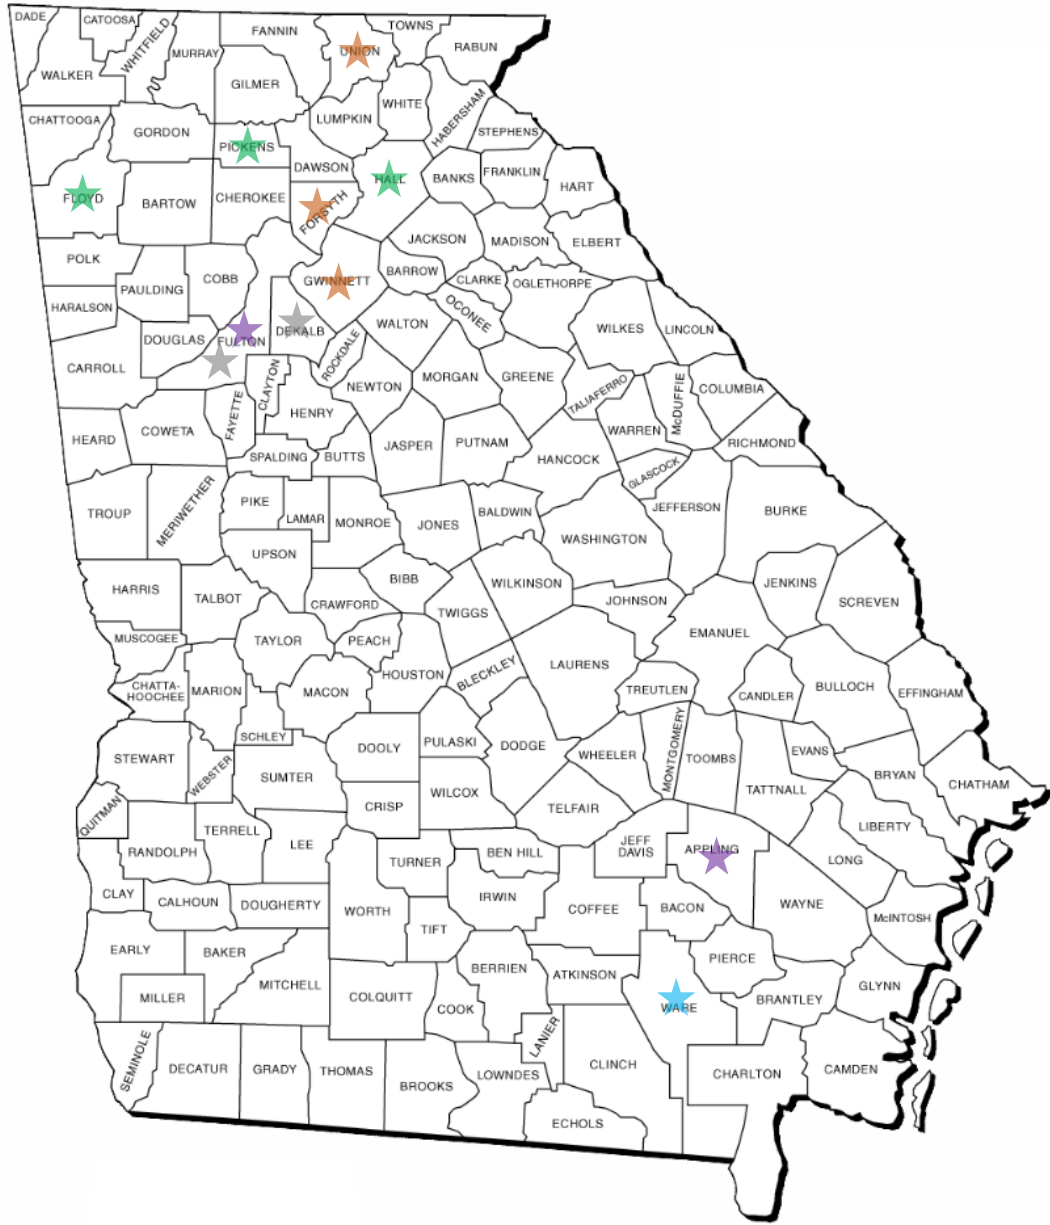 DADE
CATOOSA
WHITFIELD
MURRAY
FANNIN
UNION
TOWNS
RABUN
WALKER
GILMER
WHITE
HABERSHAM
LUMPKIN
STEPHENS
CHATTOOGA
GORDON
PICKENS
DAWSON
HALL
BANKS
FRANKLIN
HART
FLOYD
BARTOW
CHEROKEE
FORSYTH
JACKSON
MADISON
ELBERT
POLK
PAULDING
COBB
GWINNETT
BARROW
CLARKE
OGLETHORPE
HARALSON
OCONEE
WILKES
LINCOLN
DOUGLAS
FULTON
DEKALB
ROCKDALE
WALTON
CARROLL
CLAYTON
NEWTON
MORGAN
GREENE
TALIAFERRO
McDUFFIE
COLUMBIA
HEARD
COWETA
FAYETTE
HENRY
JASPER
PUTNAM
HANCOCK
WARREN
RICHMOND
SPALDING
BUTTS
GLASCOCK
TROUP
MERIWETHER
PIKE
LAMAR
MONROE
JONES
BALDWIN
WASHINGTON
JEFFERSON
BURKE
UPSON
HARRIS
TALBOT
CRAWFORD
BIBB
TWIGGS
WILKINSON
JOHNSON
JENKINS
SCREVEN
MUSCOGEE
TAYLOR
PEACH
HOUSTON
BLECKLEY
LAURENS
EMANUEL
CHATTA-
HOOCHEE
MARION
MACON
TREUTLEN
CANDLER
BULLOCH
EFFINGHAM
STEWART
WEBSTER
SCHLEY
SUMTER
DOOLY
PULASKI
DODGE
WHEELER
MONTGOMERY
TOOMBS
EVANS
TATTNALL
BRYAN
CHATHAM
QUITMAN
RANDOLPH
TERRELL
LEE
CRISP
WILCOX
TELFAIR
LIBERTY
TURNER
BEN HILL
JEFF
DAVIS
APPLING
LONG
CLAY
CALHOUN
DOUGHERTY
WORTH
TIFT
IRWIN
COFFEE
BACON
WAYNE
McINTOSH
EARLY
BAKER
MITCHELL
COLQUITT
BERRIEN
ATKINSON
PIERCE
MILLER
COOK
LANIER
WARE
BRANTLEY
GLYNN
SEMINOLE
DECATUR
GRADY
THOMAS
BROOKS
LOWNDES
CLINCH
CHARLTON
CAMDEN
ECHOLS